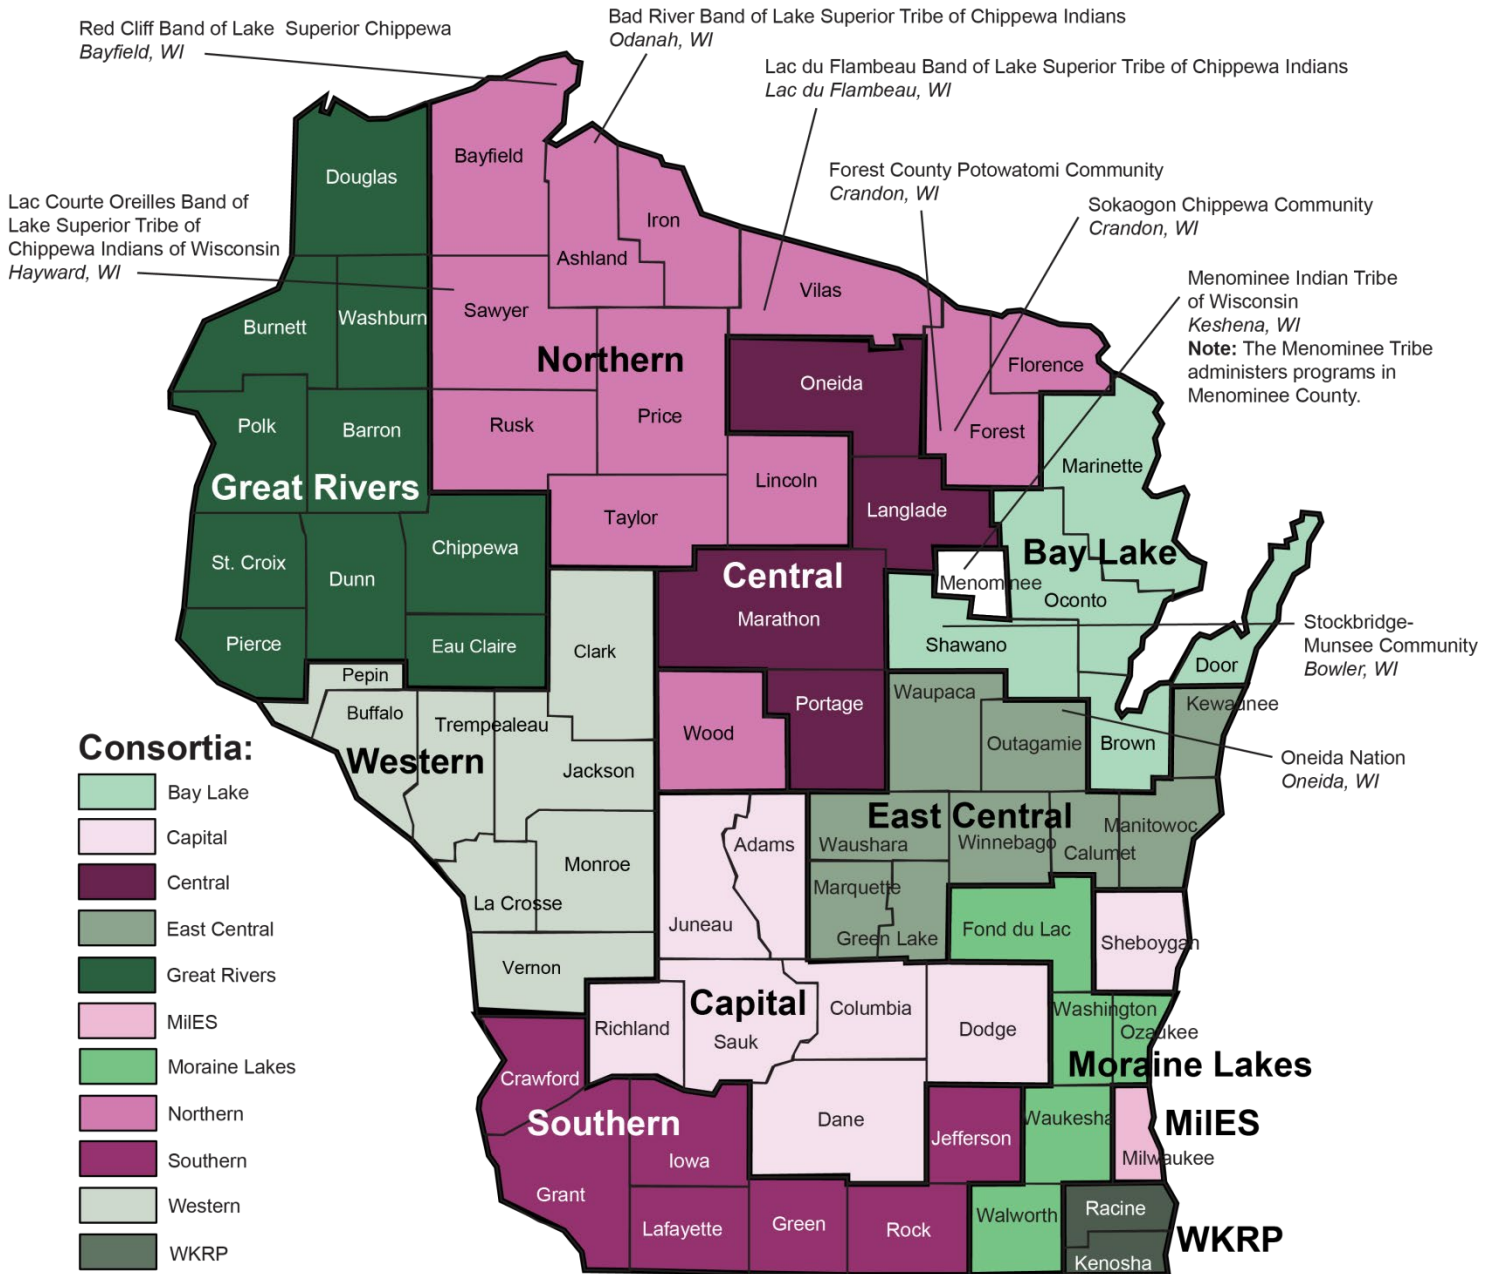 Red Cliff Band of Lake Superior Chippewa
Bayfield, WI
Bad River Band of Lake Superior Tribe of Chippewa Indians
Odanah, WI
Lac du Flambeau Band of Lake Superior Tribe of Chippewa Indians
Lac du Flambeau, WI
Forest County Potowatomi Community
Crandon, WI
Sokaogon Chippewa Community
Crandon, WI
Lac Courte Oreilles Band of
Lake Superior Tribe of
Chippewa Indians of Wisconsin
Hayward, WI
Menominee Indian Tribe
of Wisconsin
Keshena, WI
Note: The Menominee Tribe
administers programs in
Menominee County.
Douglas
Bayfield
Iron
Ashland
Vilas
Burnett
Washburn
Sawyer
Northern
Florence
Oneida
Polk
Barron
Rusk
Price
Forest
Great Rivers
Marinette
Lincoln
Taylor
Langlade
St. Croix
Dunn
Chippewa
Central
Bay Lake
Menominee
Oconto
Marathon
Stockbridge-
Munsee Community
Bowler, WI
Pierce
Eau Claire
Clark
Shawano
Door
Pepin
Buffalo
Trempealeau
Waupaca
Portage
Kewaunee
Wood
Outagamie
Brown
Oneida Nation
Oneida, WI
Western
Jackson
East Central
Adams
Waushara
Winnebago
Manitowoc
Calumet
Monroe
Marquette
La Crosse
Juneau
Green Lake
Fond du Lac
Sheboygan
Vernon
Capital
Richland
Sauk
Columbia
Dodge
Washington
Ozaukee
Moraine Lakes
Crawford
Southern
Dane
Jefferson
Waukesha
MilES
Milwaukee
Iowa
Grant
Lafayette
Green
Rock
Walworth
Racine
WKRP
Kenosha
Consortia:
Bay Lake
Capital
Central
East Central
Great Rivers
MilES
Moraine Lakes
Northern
Southern
Western
WKRP